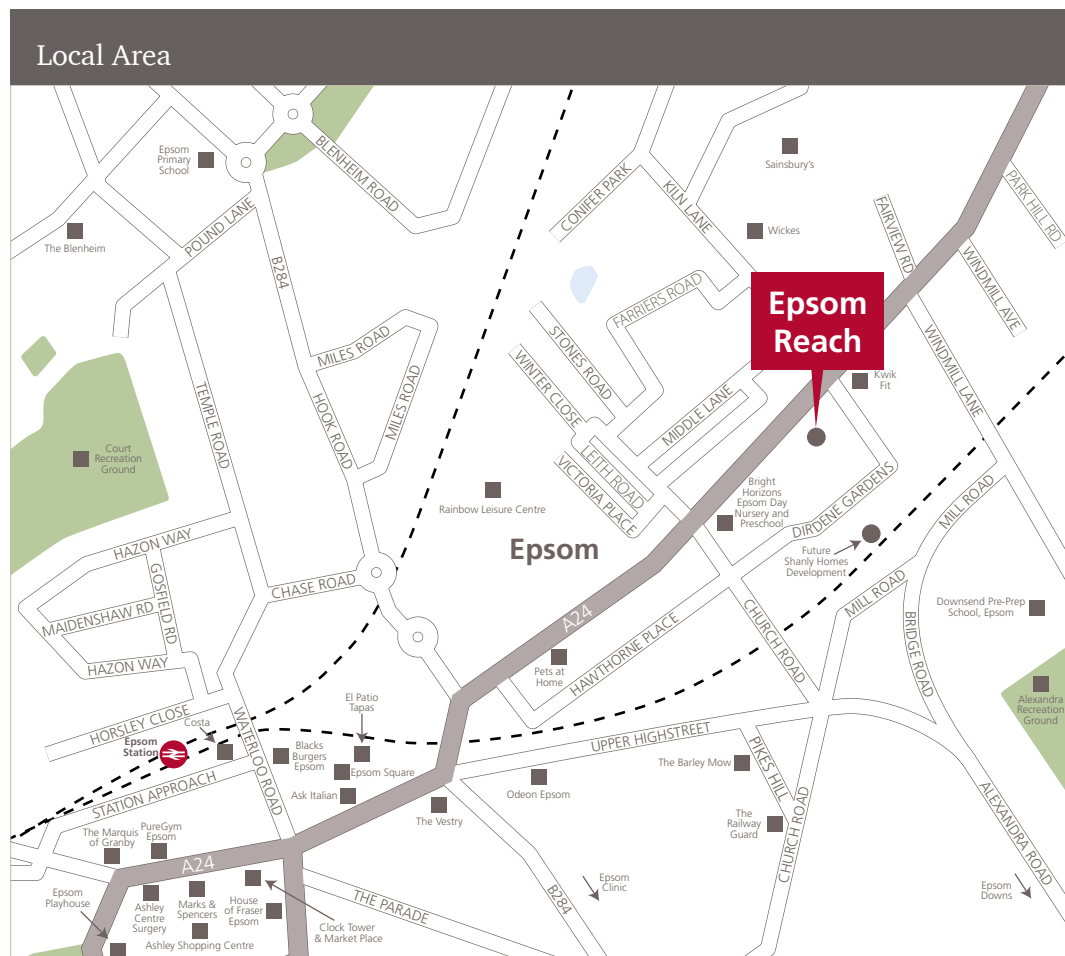 Local Area
Epsom
Primary
School
BLENHEIM ROAD
Sainsbury's
CONIFER PARK
KILN LANE
PARK HILL RD
POUND LANE
The Blenheim
B284
Wickes
FAIRVIEW RD
WINDMILL AVE
Epsom
Reach
FARRIERS ROAD
STONES ROAD
MILES ROAD
MILES ROAD
WINTER CLOSE
WINDMILL LANE
Kwik
Fit
TEMPLE ROAD
HOOK ROAD
MIDDLE LANE
Court
Recreation
Ground
LEITH ROAD
VICTORIA PLACE
Rainbow Leisure Centre
Bright
Horizons
Epsom Day
Nursery and
Preschool
DIRDENE GARDENS
MILL ROAD
Epsom
Future
Shanly Homes
Development
HAZON WAY
GOSFIELD RD
CHASE ROAD
MAIDENSHAW RD
HAZON WAY
A24
MILL ROAD
BRIDGE ROAD
Downsend Pre-Prep
School, Epsom
CHURCH ROAD
HAWTHORNE PLACE
Pets at
Home
Alexandra
Recreation
Ground
HORSLEY CLOSE
Costa
El Patio
Tapas
WATERLOO ROAD
Epsom
Station
Blacks
Burgers
Epsom
Epsom Square
Ask Italian
UPPER HIGHSTREET
PIKES HILL
The Barley Mow
Odeon Epsom
STATION APPROACH
The Vestry
The
Railway
Guard
ALEXANDRA ROAD
CHURCH ROAD
The Marquis
of Granby
PureGym
Epsom
A24
Epsom
Playhouse
Ashley
Centre
Surgery
Marks &
Spencers
House
of Fraser
Epsom
Ashley Shopping Centre
Clock Tower
& Market Place
THE PARADE
B284
Epsom
Clinic
Epsom
Downs